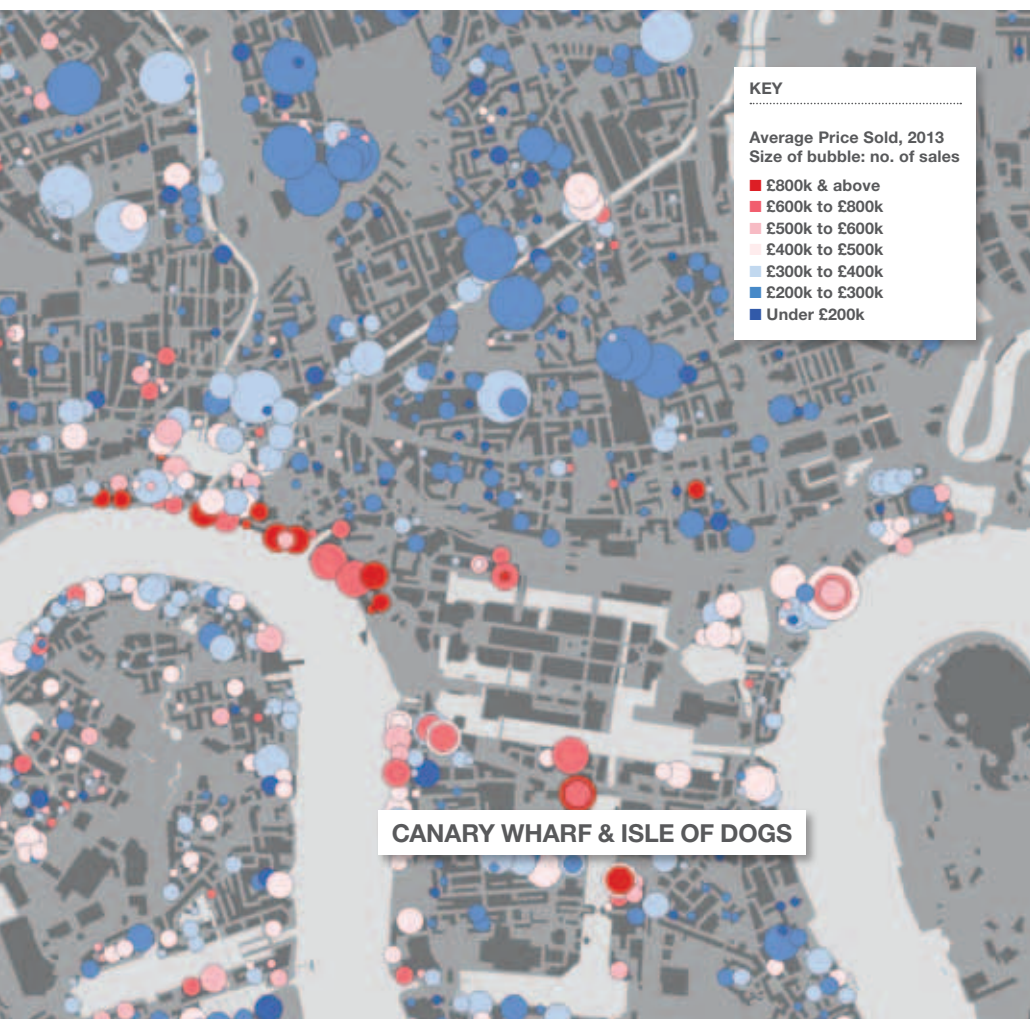 KEY
Average Price Sold, 2013
Size of bubble: no. of sales
£800k & above
£600k to £800k
£500k to £600k
£400k to £500k
£300k to £400k
£200k to £300k
Under £200k
CANARY WHARF & ISLE OF DOGS